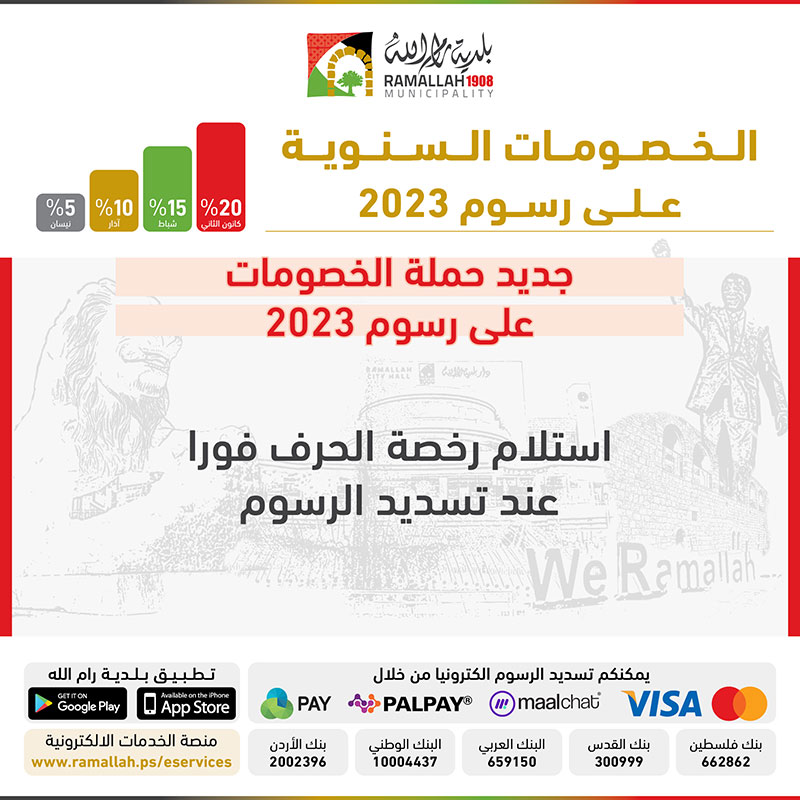 بلدية رام الله
RAMALLAH 1908
MUNICIPALITY
الخصومات السنوية
على رسوم 2023
%20
كانون الثاني
%15
شباط
%10
آذار
%5
نيسان
جديد حملة الخصومات
على رسوم 2023
RAMALLAH
CITY HALL
دار بلدية رام الله
استلام رخصة الحرف فورا
عند تسديد الرسوم
We Ramallah
يمكنكم تسديد الرسوم الكترونيا من خلال
VISA
maalchat
PALPAY®
PAY
بنك فلسطين
662862
بنك القدس
300999
البنك العربي
659150
البنك الوطني
10004437
بنك الأردن
2002396
تطبيق بلدية رام الله
GET IT ON
Google Play
Available on the iPhone
App Store
منصة الخدمات الالكترونية
www.ramallah.ps/eservices